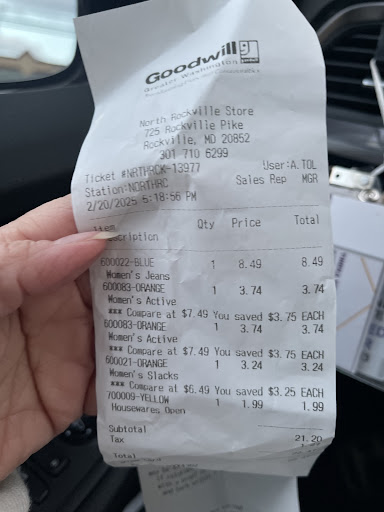 Goodwill
Greater Washington
North Rockville Store
725 Rockville Pike
Rockville, MD 20852
301 710 6299
Ticket #NRTHRCK-13977 User:A.TOL
Station:NORTHRC Sales Rep MGR
2/20/2025 6:18:56 PM
Item Qty Price Total
Description
600022-BLUE 1 8.49 8.49
Women's Jeans
600083-ORANGE 1 3.74 3.74
Women's Active
*** Compare at $7.49 You saved $3.75 EACH
600083-ORANGE 1 3.74 3.74
Women's Active
*** Compare at $7.49 You saved $3.75 EACH
600021-ORANGE 1 3.24 3.24
Women's Slacks
*** Compare at $6.49 You saved $3.25 EACH
700009-YELLOW 1 1.99 1.99
Housewares Open
Subtotal 21.20
Tax
Total